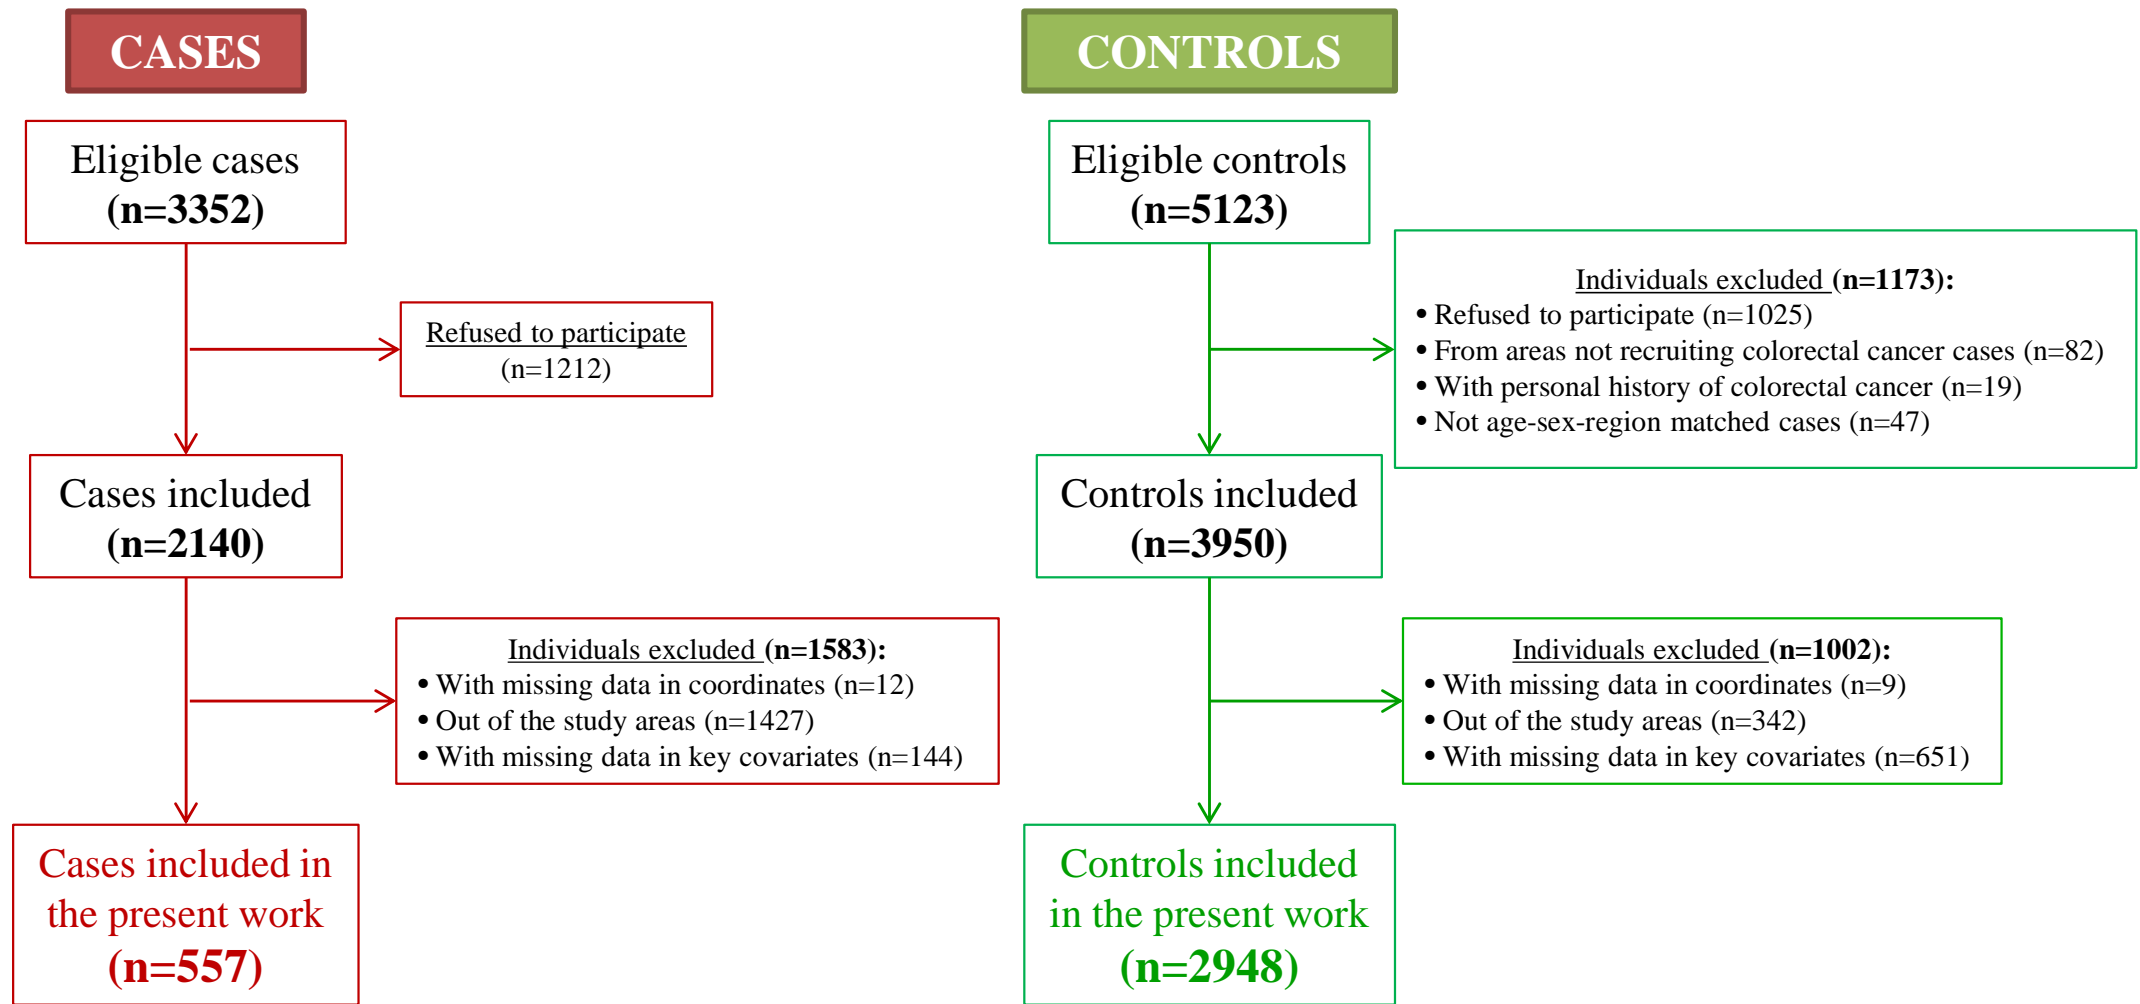 CASES
Eligible cases
(n=3352)
Refused to participate
(n=1212)
Cases included
(n=2140)
Individuals excluded (n=1583):
• With missing data in coordinates (n=12)
• Out of the study areas (n=1427)
• With missing data in key covariates (n=144)
Cases included in
the present work
(n=557)
CONTROLS
Eligible controls
(n=5123)
Individuals excluded (n=1173):
• Refused to participate (n=1025)
• From areas not recruiting colorectal cancer cases (n=82)
• With personal history of colorectal cancer (n=19)
• Not age-sex-region matched cases (n=47)
Controls included
(n=3950)
Individuals excluded (n=1002):
• With missing data in coordinates (n=9)
• Out of the study areas (n=342)
• With missing data in key covariates (n=651)
Controls included
in the present work
(n=2948)